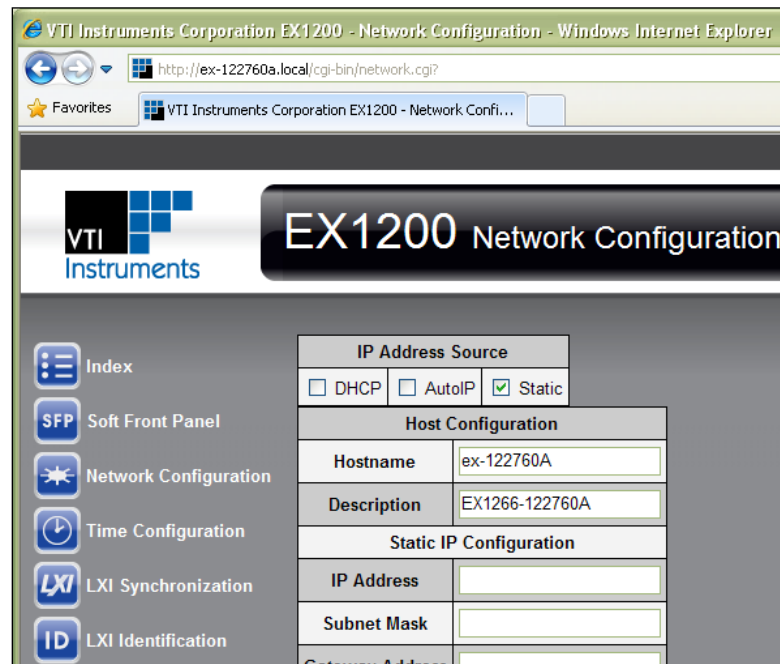 VTI Instruments Corporation EX1200 - Network Configuration - Windows Internet Explorer
http://ex-122760a.local/cgi-bin/network.cgi?
Favorites
VTI Instruments Corporation EX1200 - Network Confi...
VTI
Instruments
EX1200 Network Configuration
Index
SFP Soft Front Panel
Network Configuration
Time Configuration
LXI LXI Synchronization
ID LXI Identification
IP Address Source
DHCP AutoIP Static
Host Configuration
Hostname ex-122760A
Description EX1266-122760A
Static IP Configuration
IP Address
Subnet Mask
Gateway Address